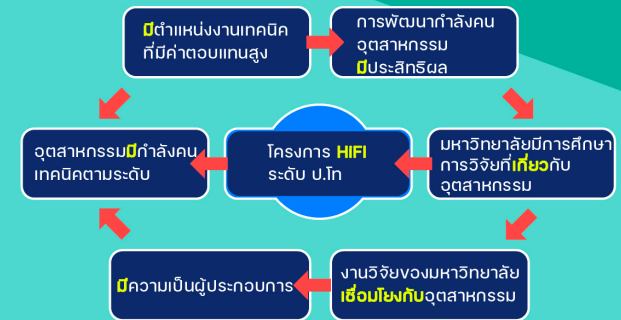 มีตำแหน่งงานเทคนิค
ที่มีค่าตอบแทนสูง
การพัฒนากำลังคน
อุตสาหกรรม
มีประสิทธิผล
อุตสาหกรรมมีกำลังคน
เทคนิคตามระดับ
โครงการ HIFI
ระดับ ป.โท
มหาวิทยาลัยมีการศึกษา
การวิจัยที่เกี่ยวกับ
อุตสาหกรรม
มีความเป็นผู้ประกอบการ
งานวิจัยของมหาวิทยาลัย
เชื่อมโยงกับอุตสาหกรรม